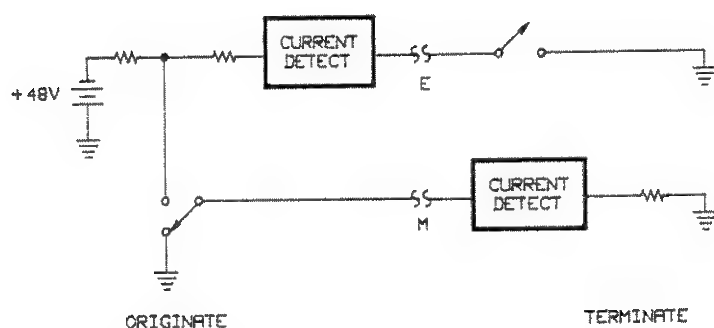 CURRENT
DETECT
+48V
E
CURRENT
DETECT
M
ORIGINATE
TERMINATE